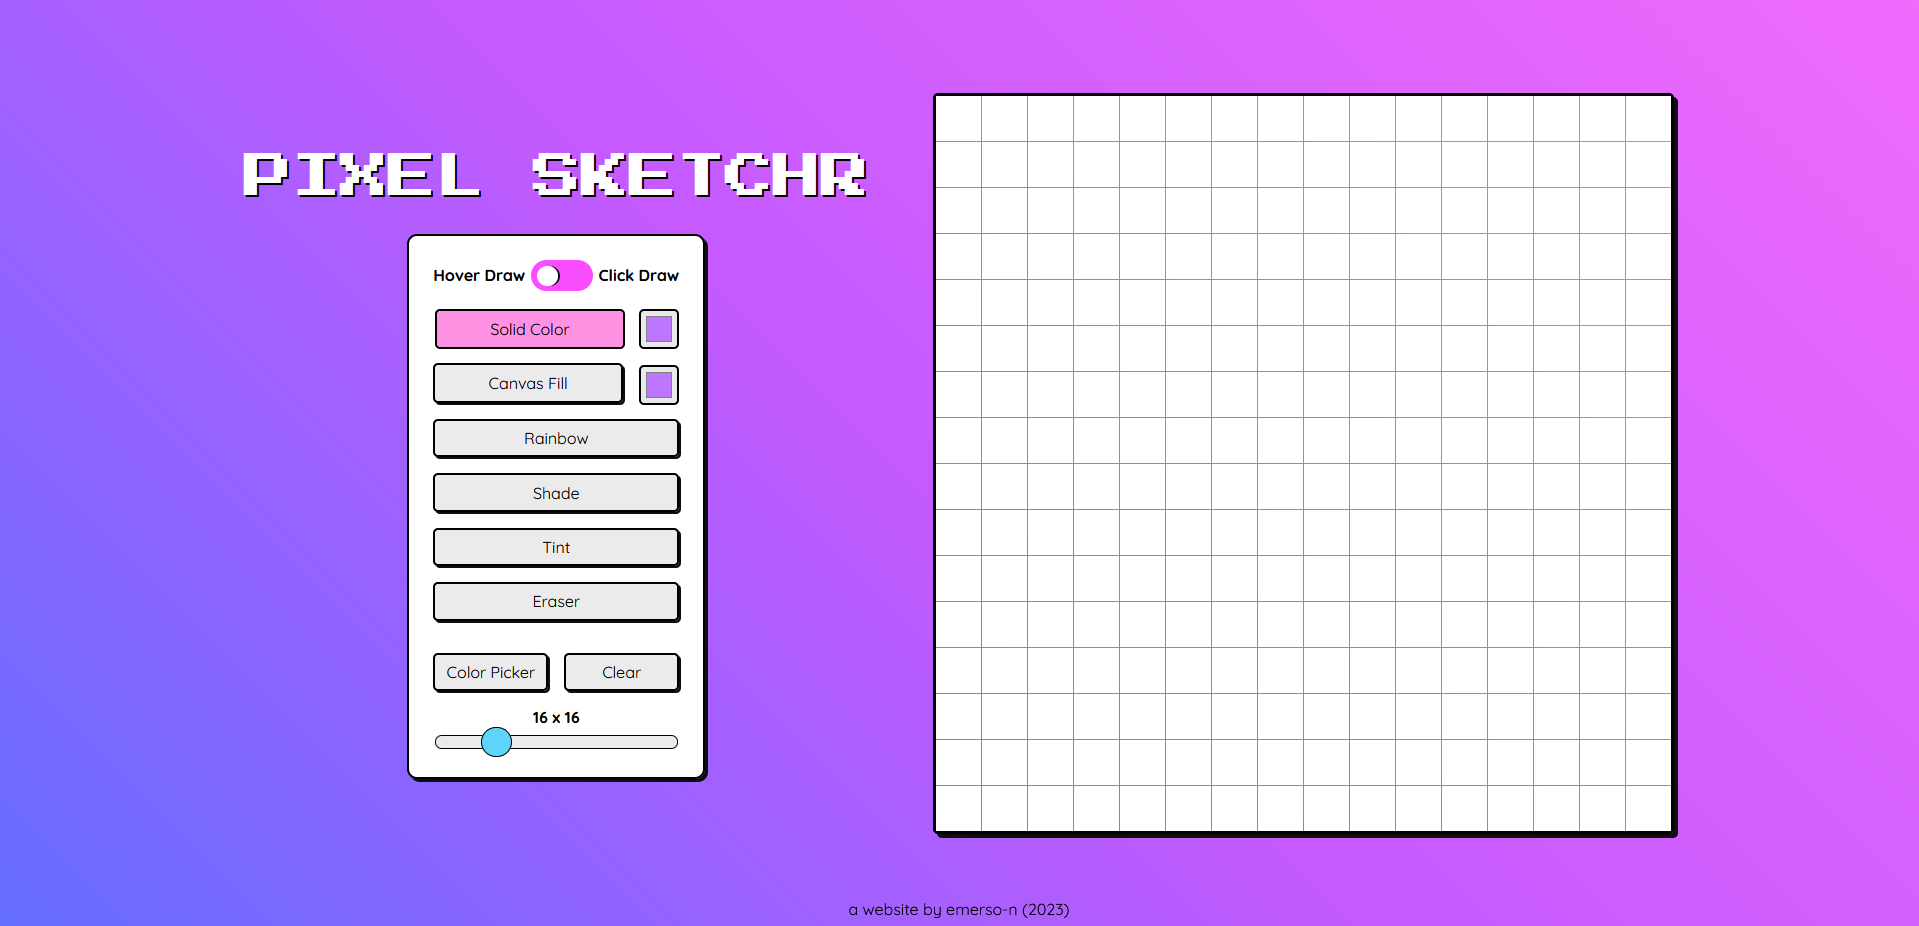 PIXEL SKETCHR
Hover Draw Click Draw
Solid Color
Canvas Fill
Rainbow
Shade
Tint
Eraser
Color Picker Clear
16 x 16
a website by emerso-n (2023)